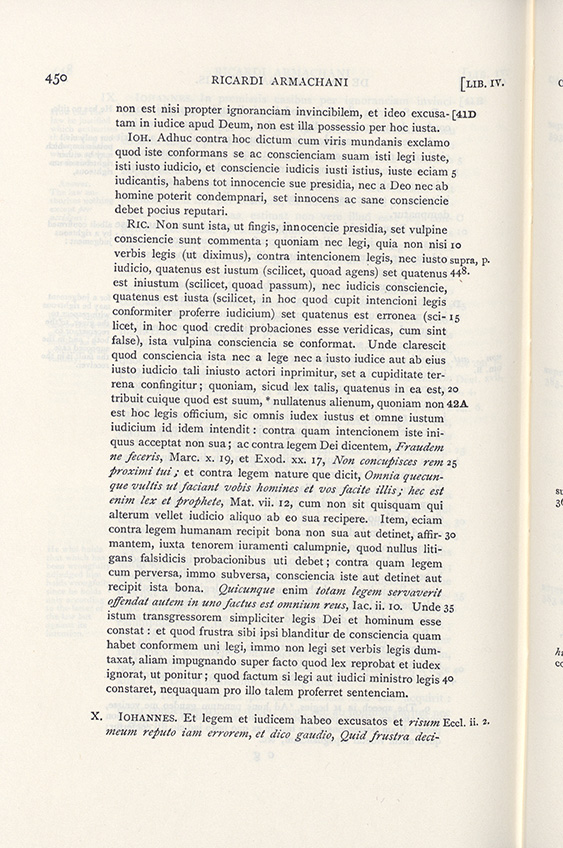 450 RICARDI ARMACHANI [LIB. IV.
non est nisi propter ignoranciam invincibilem, et ideo excusa- [41D
tam in iudice apud Deum, non est illa possessio per hoc iusta.
IOH. Adhuc contra hoc dictum cum viris mundanis exclamo
quod iste conformans se ac conscienciam suam isti legi iuste,
isti iusto iudicio, et consciencie iudicis iusti istius, iuste eciam 5
iudicantis, habens tot innocencie sue presidia, nec a Deo nec ab
homine poterit condempnari, set innocens ac sane consciencie
debet pocius reputari.
RIC. Non sunt ista, ut fingis, innocencie presidia, set vulpine
consciencie sunt commenta ; quoniam nec legi, quia non nisi 10
verbis legis (ut diximus), contra intencionem legis, nec iusto supra, p.
iudicio, quatenus est iustum (scilicet, quoad agens) set quatenus 448.
est iniustum (scilicet, quoad passum), nec iudicis consciencie,
quatenus est iusta (scilicet, in hoc quod cupit intencioni legis
conformiter proferre iudicium) set quatenus est erronea (sci- 15
licet, in hoc quod credit probaciones esse veridicas, cum sint
false), ista vulpina consciencia se conformat. Unde clarescit
quod consciencia ista nec a lege nec a iusto iudice aut ab eius
iusto iudicio tali iniusto actori inprimitur, set a cupiditate ter-
rena confingitur ; quoniam, sicud lex talis, quatenus in ea est, 20
tribuit cuique quod est suum, * nullatenus alienum, quoniam non 42A
est hoc legis officium, sic omnis iudex iustus et omne iustum
iudicium id idem intendit : contra quam intencionem iste ini-
quus acceptat non sua ; ac contra legem Dei dicentem, Fraudem
ne feceris, Marc. x. 19, et Exod. xx. 17, Non concupisces rem 25
proximi tui ; et contra legem nature que dicit, Omnia quecun-
que vultis ut faciant vobis homines et vos facite illis ; hec est
enim lex et prophete, Mat. vii. 12, cum non sit quisquam qui
alterum vellet iudicio aliquo ab eo sua recipere. Item, eciam
contra legem humanam recipit bona non sua aut detinet, affir- 30
mantem, iuxta tenorem iuramenti calumpnie, quod nullus liti-
gans falsidicis probacionibus uti debet ; contra quam legem
cum perversa, immo subversa, consciencia iste aut detinet aut
recipit ista bona. Quicunque enim totam legem servaverit
offendat autem in uno factus est omnium reus, Iac. ii. 10. Unde 35
istum transgressorem simpliciter legis Dei et hominum esse
constat : et quod frustra sibi ipsi blanditur de consciencia quam
habet conformem uni legi, immo non legi set verbis legis dum-
taxat, aliam impugnando super facto quod lex reprobat et iudex
ignorat, ut ponitur ; quod factum si legi aut iudici ministro legis 40
constaret, nequaquam pro illo talem proferret sentenciam.
X. IOHANNES. Et legem et iudicem habeo excusatos et risum Eccl. ii. 2.
meum reputo iam errorem, et dico gaudio, Quid frustra deci-